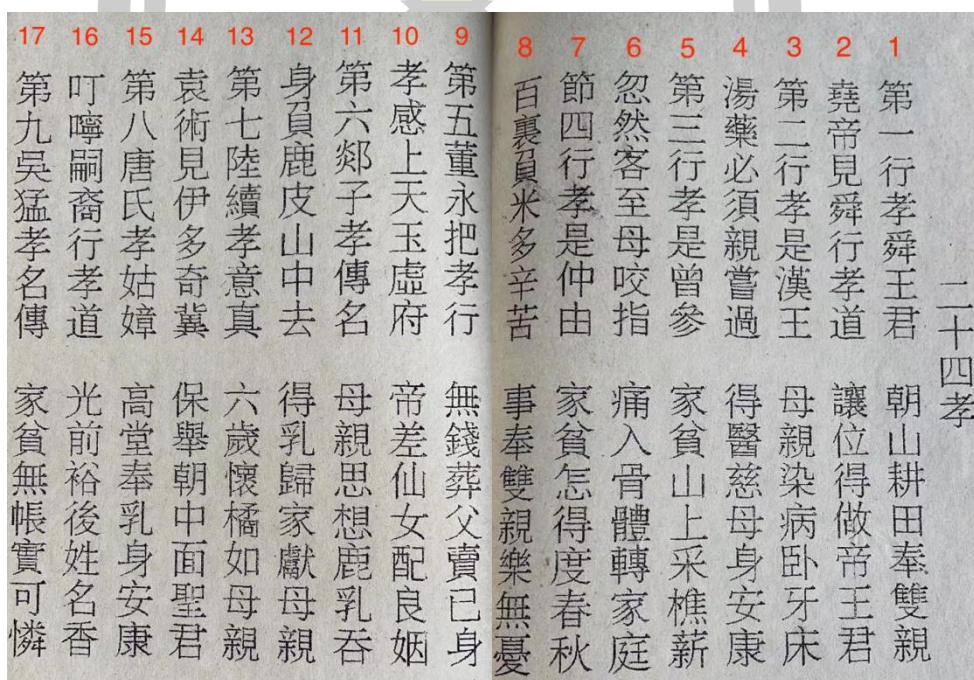 二十四孝
1 第一行孝舜王君 朝山耕田奉雙親
2 堯帝見舜行孝道 讓位得做帝王君
3 第二行孝是漢王 母親染病卧牙床
4 湯藥必須親嘗過 得醫慈母身安康
5 第三行孝是曾參 家貧山上采樵薪
6 忽然客至母咬指 痛入骨體轉家庭
7 節四行孝是仲由 家貧怎得度春秋
8 百裏負米多辛苦 事奉雙親樂無憂
9 第五董永把孝行 無錢葬父賣已身
10 孝感上天玉虛府 帝差仙女配良姻
11 第六郯子孝傳名 母親思想鹿乳吞
12 身負鹿皮山中去 得乳歸家獻母親
13 第七陸續孝意真 六歲懷橘如母親
14 袁術見伊多奇冀 保舉朝中面聖君
15 第八唐氏孝姑嫜 高堂奉乳身安康
16 叮嚀嗣裔行孝道 光前裕後姓名香
17 第九吳猛孝名傳 家貧無帳實可憐